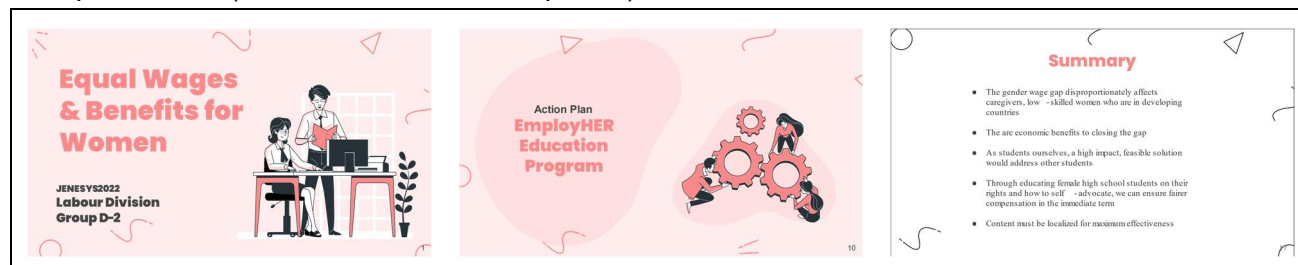 Equal Wages
& Benefits for
Women
JENESYS2022
Labour Division
Group D-2
1
Action Plan
EmployHER
Education
Program
10
Summary
● The gender wage gap disproportionately affects
caregivers, low -skilled women who are in developing
countries
● The are economic benefits to closing the gap
● As students ourselves, a high impact, feasible solution
would address other students
● Through educating female high school students on their
rights and how to self -advocate, we can ensure fairer
compensation in the immediate term
● Content must be localized for maximum effectiveness